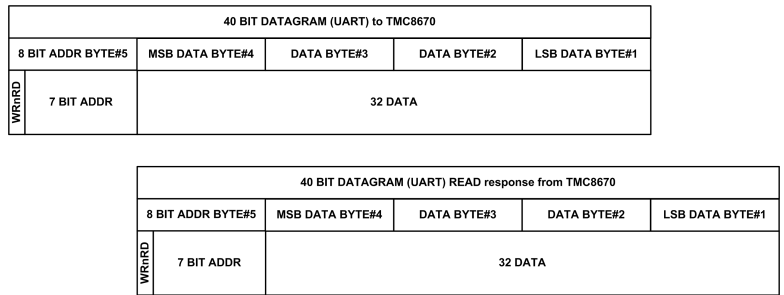 40 BIT DATAGRAM (UART) to TMC8670
8 BIT ADDR BYTE#5 MSB DATA BYTE#4 DATA BYTE#3 DATA BYTE#2 LSB DATA BYTE#1
WRnRD 7 BIT ADDR 32 DATA
40 BIT DATAGRAM (UART) READ response from TMC8670
8 BIT ADDR BYTE#5 MSB DATA BYTE#4 DATA BYTE#3 DATA BYTE#2 LSB DATA BYTE#1
WRnRD 7 BIT ADDR 32 DATA